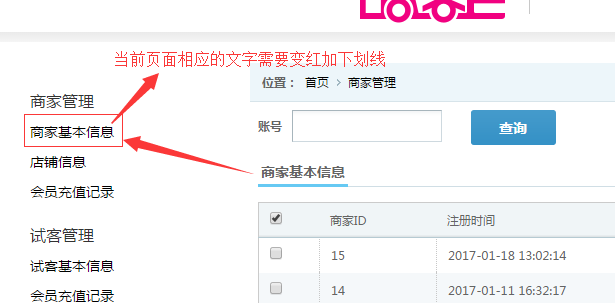 当前页面相应的文字需要变红加下划线
位置： 首页 > 商家管理
商家管理
账号 查询
商家基本信息
店铺信息
商家基本信息
会员充值记录
商家ID 注册时间
试客管理
15 2017-01-18 13:02:14
试客基本信息
14 2017-01-11 16:32:17
会员充值记录